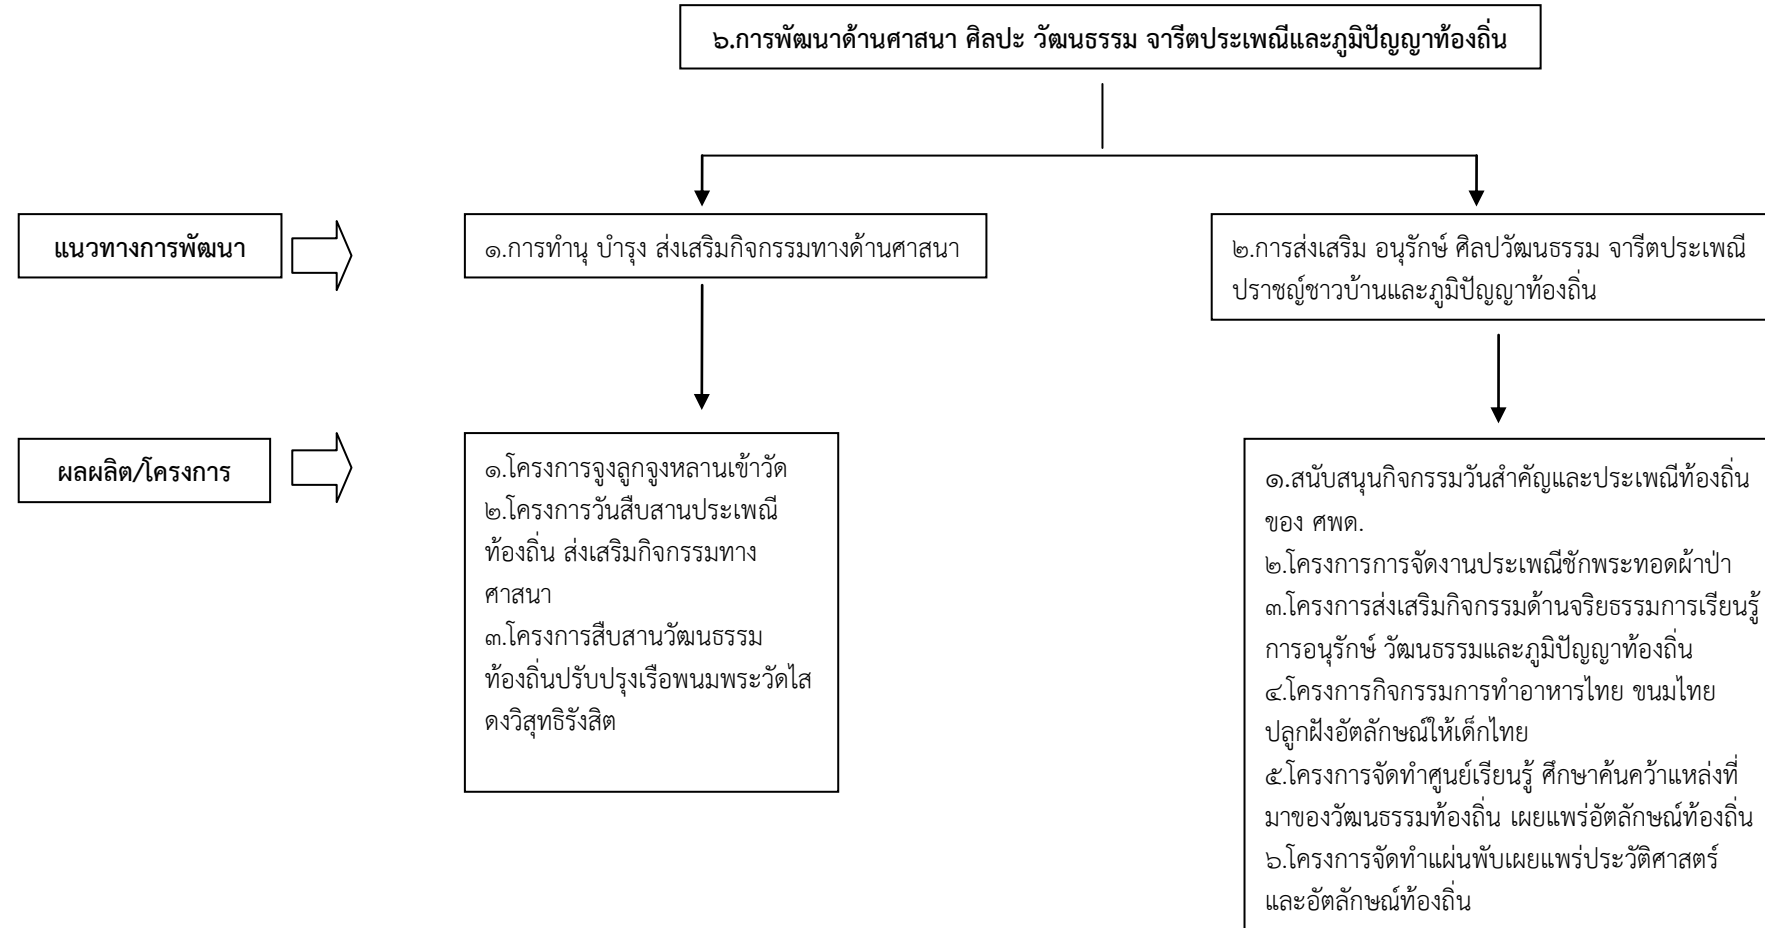 ๖.การพัฒนาด้านศาสนา ศิลปะ วัฒนธรรม จารีตประเพณีและภูมิปัญญาท้องถิ่น
แนวทางการพัฒนา
๑.การทำนุ บำรุง ส่งเสริมกิจกรรมทางด้านศาสนา
๒.การส่งเสริม อนุรักษ์ ศิลปวัฒนธรรม จารีตประเพณี
ปราชญ์ชาวบ้านและภูมิปัญญาท้องถิ่น
ผลผลิต/โครงการ
๑.โครงการจูงลูกจูงหลานเข้าวัด
๒.โครงการวันสืบสานประเพณี
ท้องถิ่น ส่งเสริมกิจกรรมทาง
ศาสนา
๓.โครงการสืบสานวัฒนธรรม
ท้องถิ่นปรับปรุงเรือพนมพระวัดไส
ดงวิสุทธิรังสิต
๑.สนับสนุนกิจกรรมวันสำคัญและประเพณีท้องถิ่น
ของ ศพด.
๒.โครงการการจัดงานประเพณีชักพระทอดผ้าป่า
๓.โครงการส่งเสริมกิจกรรมด้านจริยธรรมการเรียนรู้
การอนุรักษ์ วัฒนธรรมและภูมิปัญญาท้องถิ่น
๔.โครงการกิจกรรมการทำอาหารไทย ขนมไทย
ปลูกฝังอัตลักษณ์ให้เด็กไทย
๕.โครงการจัดทำศูนย์เรียนรู้ ศึกษาค้นคว้าแหล่งที่
มาของวัฒนธรรมท้องถิ่น เผยแพร่อัตลักษณ์ท้องถิ่น
๖.โครงการจัดทำแผ่นพับเผยแพร่ประวัติศาสตร์
และอัตลักษณ์ท้องถิ่น